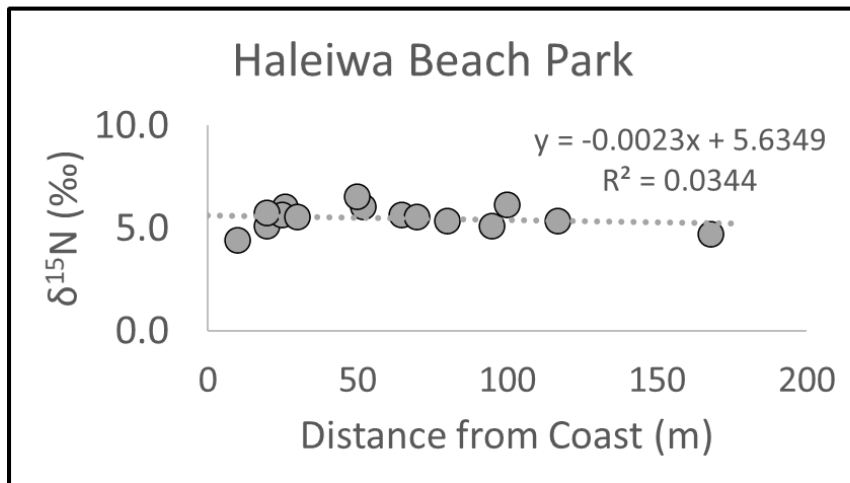 Haleiwa Beach Park
10.0
5.0
0.0
δ¹⁵N (‰)
y = -0.0023x + 5.6349
R² = 0.0344
0 50 100 150 200
Distance from Coast (m)